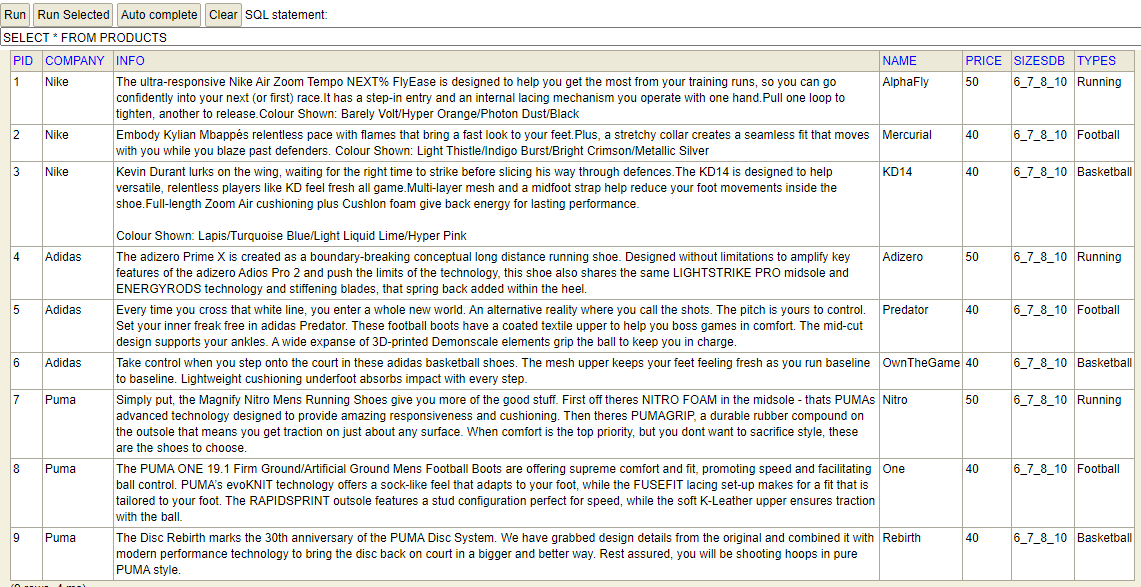 Run Run Selected Auto complete Clear SQL statement:
SELECT * FROM PRODUCTS
PID COMPANY INFO NAME PRICE SIZESDB TYPES
1 Nike The ultra-responsive Nike Air Zoom Tempo NEXT% FlyEase is designed to help you get the most from your training runs, so you can go AlphaFly 50 6_7_8_10 Running
confidently into your next (or first) race.It has a step-in entry and an internal lacing mechanism you operate with one hand.Pull one loop to
tighten, another to release.Colour Shown: Barely Volt/Hyper Orange/Photon Dust/Black
2 Nike Embody Kylian Mbappés relentless pace with flames that bring a fast look to your feet.Plus, a stretchy collar creates a seamless fit that moves Mercurial 40 6_7_8_10 Football
with you while you blaze past defenders. Colour Shown: Light Thistle/Indigo Burst/Bright Crimson/Metallic Silver
3 Nike Kevin Durant lurks on the wing, waiting for the right time to strike before slicing his way through defences.The KD14 is designed to help KD14 40 6_7_8_10 Basketball
versatile, relentless players like KD feel fresh all game.Multi-layer mesh and a midfoot strap help reduce your foot movements inside the
shoe.Full-length Zoom Air cushioning plus Cushlon foam give back energy for lasting performance.
Colour Shown: Lapis/Turquoise Blue/Light Liquid Lime/Hyper Pink
4 Adidas The adizero Prime X is created as a boundary-breaking conceptual long distance running shoe. Designed without limitations to amplify key Adizero 50 6_7_8_10 Running
features of the adizero Adios Pro 2 and push the limits of the technology, this shoe also shares the same LIGHTSTRIKE PRO midsole and
ENERGYRODS technology and stiffening blades, that spring back added within the heel.
5 Adidas Every time you cross that white line, you enter a whole new world. An alternative reality where you call the shots. The pitch is yours to control. Predator 40 6_7_8_10 Football
Set your inner freak free in adidas Predator. These football boots have a coated textile upper to help you boss games in comfort. The mid-cut
design supports your ankles. A wide expanse of 3D-printed Demonscale elements grip the ball to keep you in charge.
6 Adidas Take control when you step onto the court in these adidas basketball shoes. The mesh upper keeps your feet feeling fresh as you run baseline OwnTheGame 40 6_7_8_10 Basketball
to baseline. Lightweight cushioning underfoot absorbs impact with every step.
7 Puma Simply put, the Magnify Nitro Mens Running Shoes give you more of the good stuff. First off theres NITRO FOAM in the midsole - thats PUMAs Nitro 50 6_7_8_10 Running
advanced technology designed to provide amazing responsiveness and cushioning. Then theres PUMAGRIP, a durable rubber compound on
the outsole that means you get traction on just about any surface. When comfort is the top priority, but you dont want to sacrifice style, these
are the shoes to choose.
8 Puma The PUMA ONE 19.1 Firm Ground/Artificial Ground Mens Football Boots are offering supreme comfort and fit, promoting speed and facilitating One 40 6_7_8_10 Football
ball control. PUMA's evoKNIT technology offers a sock-like feel that adapts to your foot, while the FUSEFIT lacing set-up makes for a fit that is
tailored to your foot. The RAPIDSPRINT outsole features a stud configuration perfect for speed, while the soft K-Leather upper ensures traction
with the ball.
9 Puma The Disc Rebirth marks the 30th anniversary of the PUMA Disc System. We have grabbed design details from the original and combined it with Rebirth 40 6_7_8_10 Basketball
modern performance technology to bring the disc back on court in a bigger and better way. Rest assured, you will be shooting hoops in pure
PUMA style.